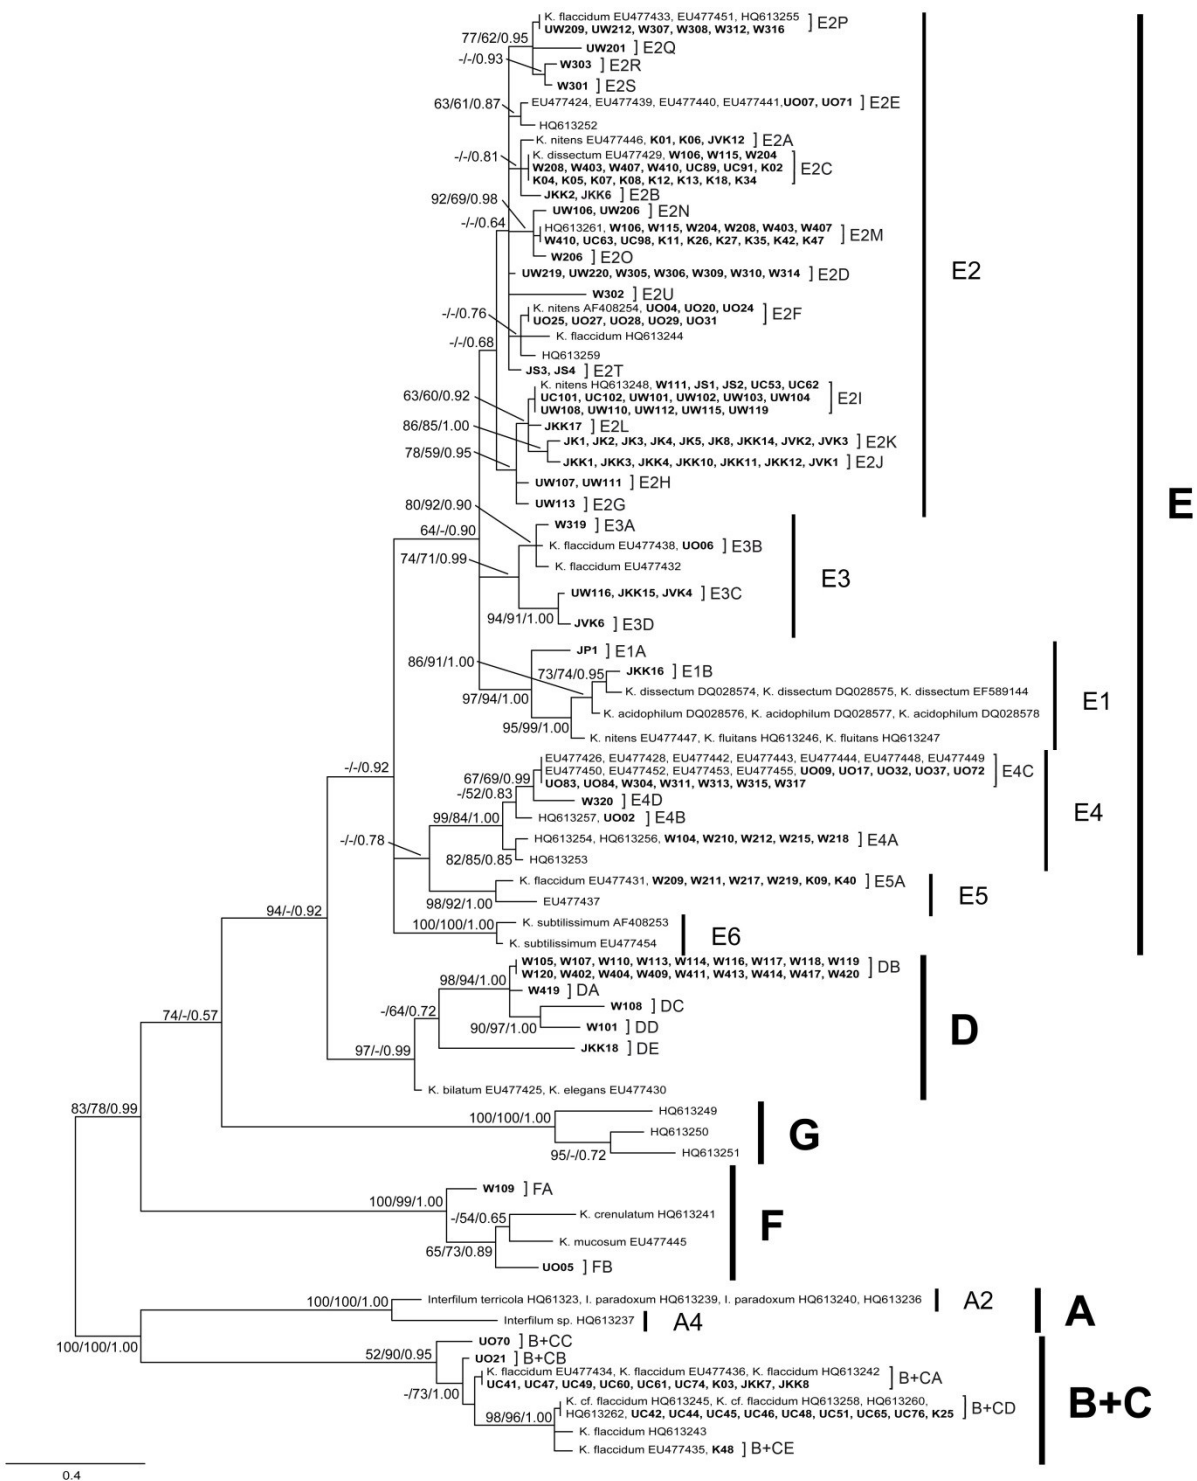 K. flaccidum EU477433, EU477451, HQ613255
UW209, UW212, W307, W308, W312, W316
E2P
77/62/0.95
UW201 ] E2Q
-/-/0.93
W303 ] E2R
W301 ] E2S
63/61/0.87
EU477424, EU477439, EU477440, EU477441,UO07, UO71 ] E2E
HQ613252
K. nitens EU477446, K01, K06, JVK12 ] E2A
-/-/0.81
K. dissectum EU477429, W106, W115, W204
W208, W403, W407, W410, UC89, UC91, K02
K04, K05, K07, K08, K12, K13, K18, K34
E2C
JKK2, JKK6 ] E2B
92/69/0.98
UW106, UW206 ] E2N
-/-/0.64
HQ613261, W106, W115, W204, W208, W403, W407
W410, UC63, UC98, K11, K26, K27, K35, K42, K47
E2M
W206 ] E2O
UW219, UW220, W305, W306, W309, W310, W314 ] E2D
E2
W302 ] E2U
-/-/0.76
K. nitens AF408254, UO04, UO20, UO24
UO25, UO27, UO28, UO29, UO31
E2F
K. flaccidum HQ613244
-/-/0.68
HQ613259
JS3, JS4 ] E2T
63/60/0.92
K. nitens HQ613248, W111, JS1, JS2, UC53, UC62
UC101, UC102, UW101, UW102, UW103, UW104
UW108, UW110, UW112, UW115, UW119
E2I
JKK17 ] E2L
86/85/1.00
JK1, JK2, JK3, JK4, JK5, JK8, JKK14, JVK2, JVK3 ] E2K
78/59/0.95
JKK1, JKK3, JKK4, JKK10, JKK11, JKK12, JVK1 ] E2J
UW107, UW111 ] E2H
UW113 ] E2G
E
80/92/0.90
64/-/0.90
W319 ] E3A
K. flaccidum EU477438, UO06 ] E3B
74/71/0.99
K. flaccidum EU477432
E3
UW116, JKK15, JVK4 ] E3C
94/91/1.00
JVK6 ] E3D
JP1 ] E1A
86/91/1.00
73/74/0.95
JKK16 ] E1B
K. dissectum DQ028574, K. dissectum DQ028575, K. dissectum EF589144
97/94/1.00
E1
K. acidophilum DQ028576, K. acidophilum DQ028577, K. acidophilum DQ028578
95/99/1.00
K. nitens EU477447, K. fluitans HQ613246, K. fluitans HQ613247
-/-/0.92
67/69/0.99
EU477426, EU477428, EU477442, EU477443, EU477444, EU477448, EU477449
EU477450, EU477452, EU477453, EU477455, UO09, UO17, UO32, UO37, UO72
UO83, UO84, W304, W311, W313, W315, W317
E4C
-/52/0.83
W320 ] E4D
99/84/1.00
HQ613257, UO02 ] E4B
E4
-/-/0.78
HQ613254, HQ613256, W104, W210, W212, W215, W218 ] E4A
82/85/0.85
HQ613253
K. flaccidum EU477431, W209, W211, W217, W219, K09, K40 ] E5A
E5
98/92/1.00
EU477437
94/-/0.92
100/100/1.00
K. subtilissimum AF408253
E6
K. subtilissimum EU477454
W105, W107, W110, W113, W114, W116, W117, W118, W119
W120, W402, W404, W409, W411, W413, W414, W417, W420
DB
98/94/1.00
W419 ] DA
-/64/0.72
W108 ] DC
74/-/0.57
90/97/1.00
W101 ] DD
D
97/-/0.99
JKK18 ] DE
K. bilatum EU477425, K. elegans EU477430
83/78/0.99
100/100/1.00
HQ613249
HQ613250
G
95/-/0.72
HQ613251
W109 ] FA
100/99/1.00
-/54/0.65
K. crenulatum HQ613241
F
K. mucosum EU477445
65/73/0.89
UO05 ] FB
100/100/1.00
Interfilum terricola HQ61323, I. paradoxum HQ613239, I. paradoxum HQ613240, HQ613236
A2
A
Interfilum sp. HQ613237
A4
100/100/1.00
52/90/0.95
UO70 ] B+CC
UO21 ] B+CB
K. flaccidum EU477434, K. flaccidum EU477436, K. flaccidum HQ613242
UC41, UC47, UC49, UC60, UC61, UC74, K03, JKK7, JKK8
B+CA
-/73/1.00
K. cf. flaccidum HQ613245, K. cf. flaccidum HQ613258, HQ613260,
HQ613262, UC42, UC44, UC45, UC46, UC48, UC51, UC65, UC76, K25
B+CD
B+C
98/96/1.00
K. flaccidum HQ613243
K. flaccidum EU477435, K48 ] B+CE
0.4